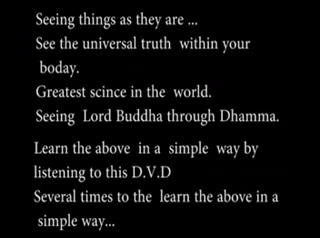 Seeing things as they are ...
See the universal truth within your
boday.
Greatest scince in the world.
Seeing Lord Buddha through Dhamma.
Learn the above in a simple way by
listening to this D.V.D
Several times to the learn the above in a
simple way...